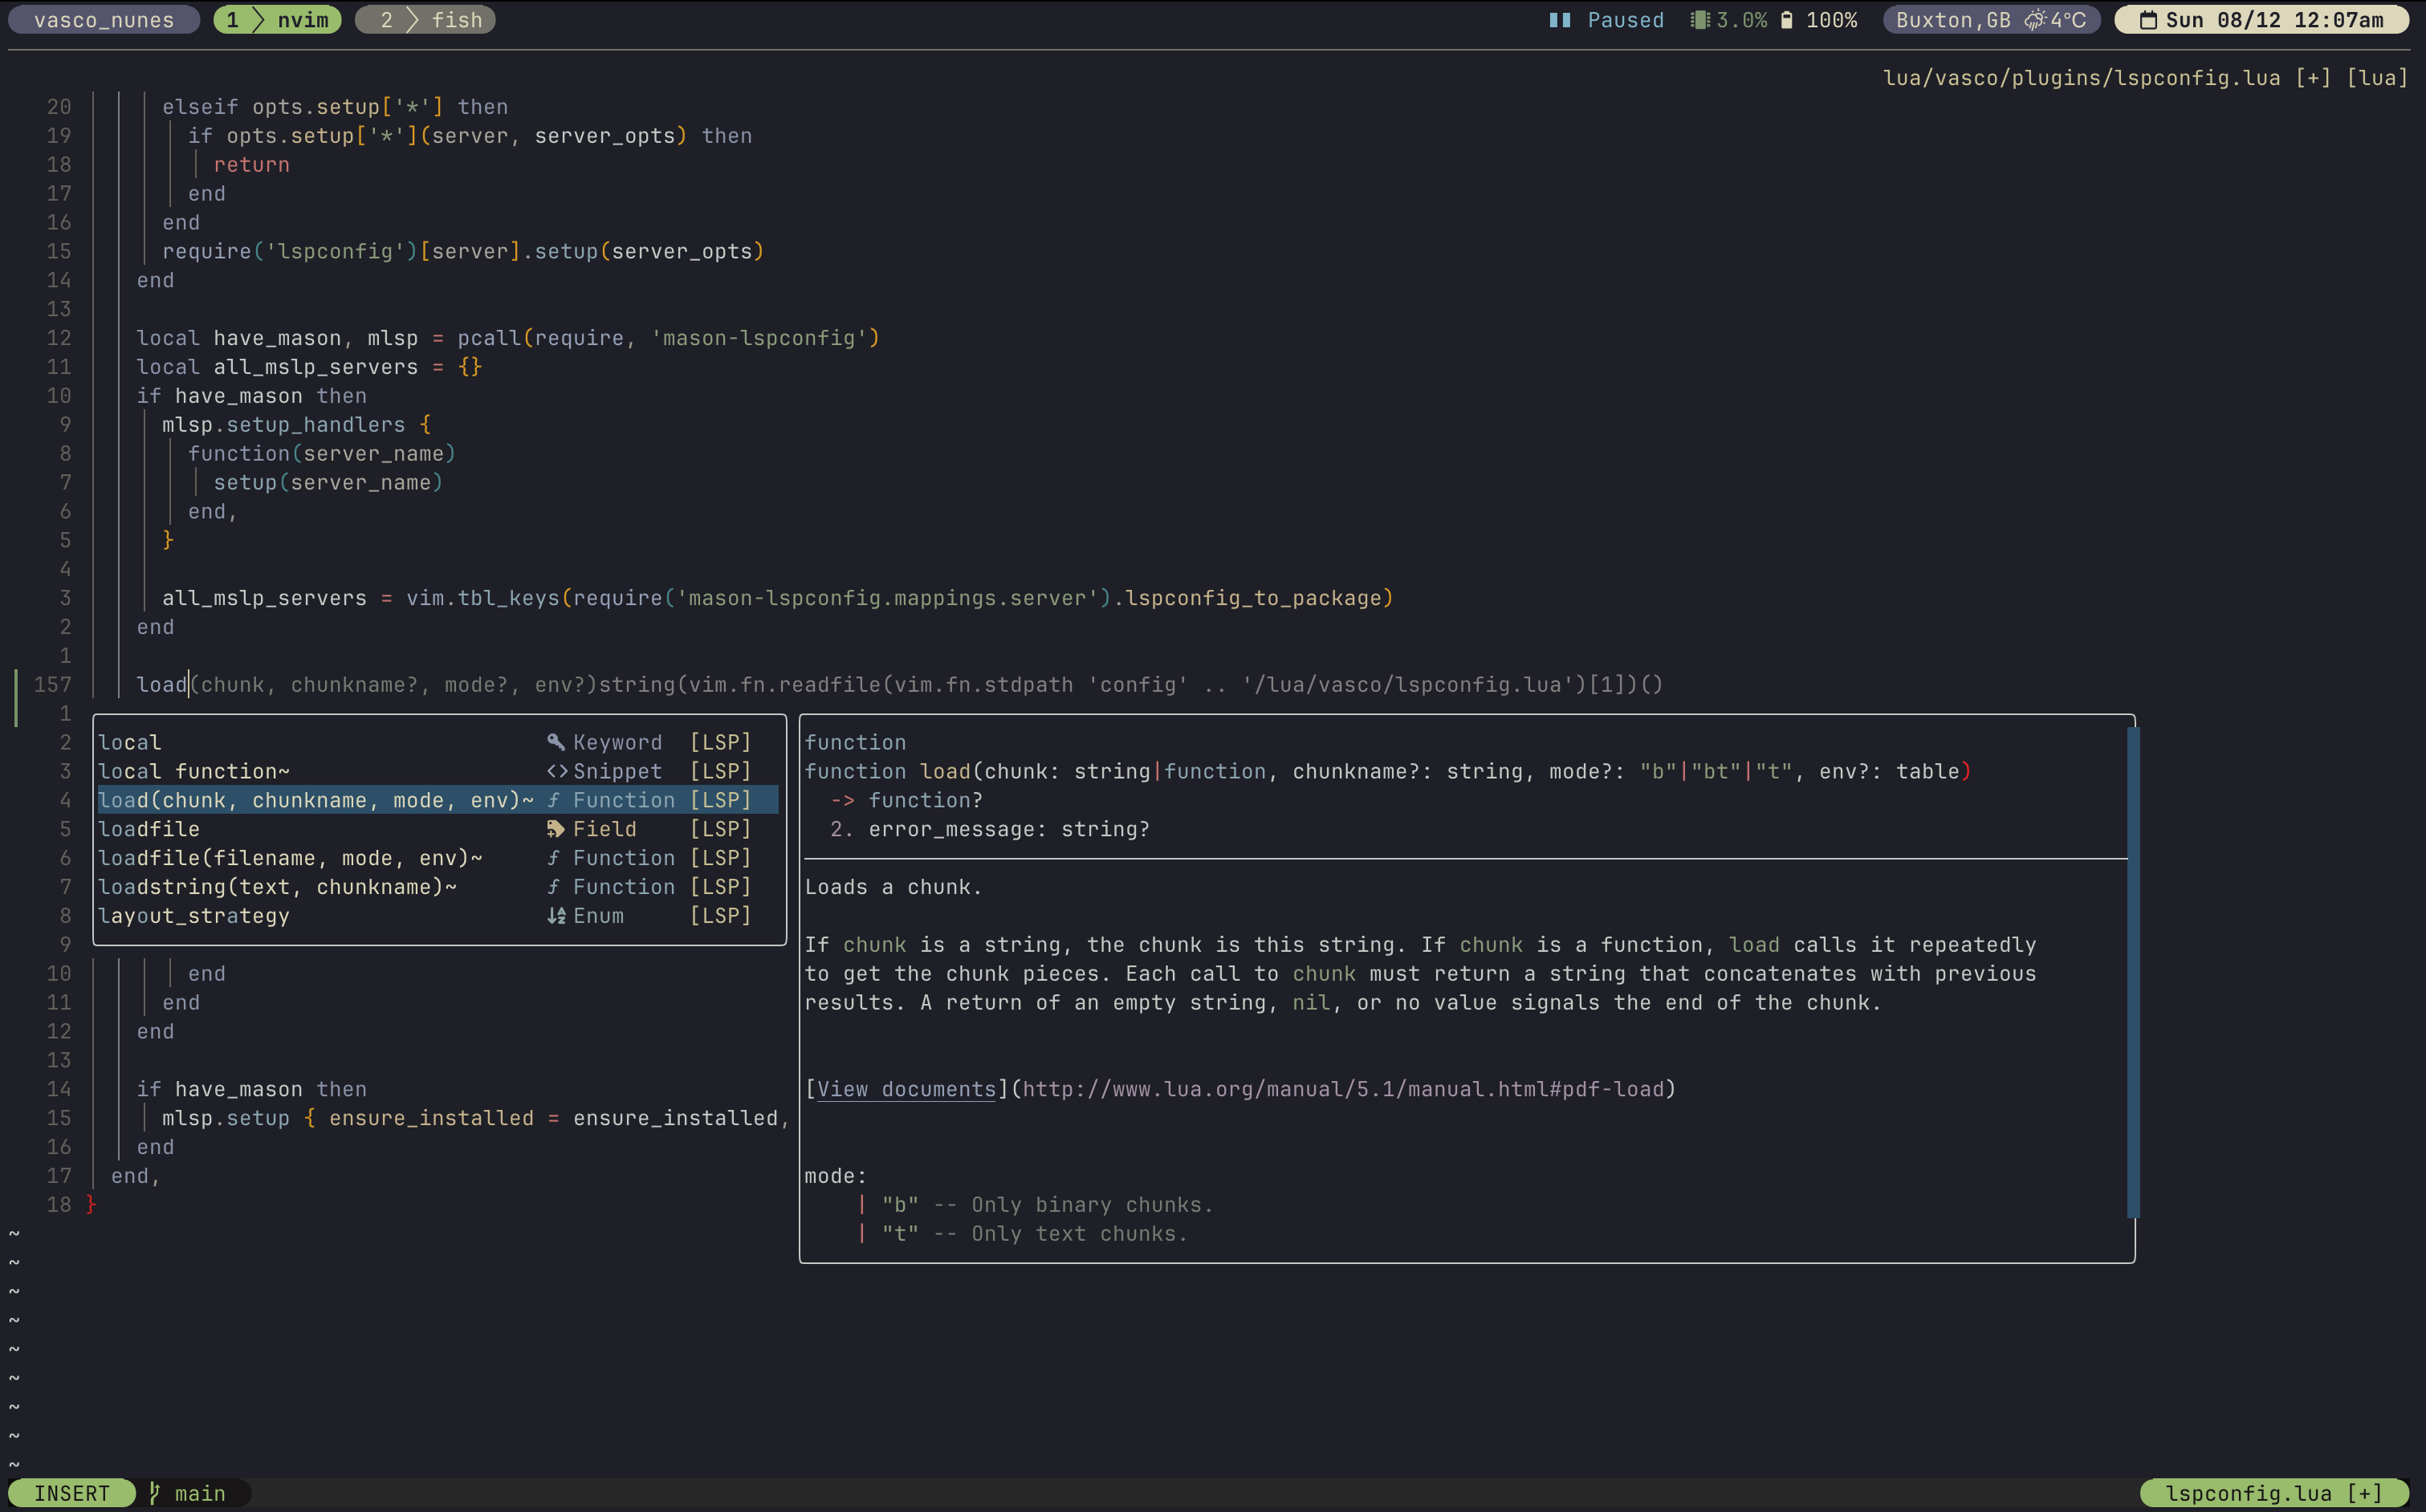 vasco_nunes 1 nvim 2 fish Paused 3.0% 100% Buxton,GB 4°C Sun 08/12 12:07am
lua/vasco/plugins/lspconfig.lua [+] [lua]
20 elseif opts.setup['*'] then
19 if opts.setup['*'](server, server_opts) then
18 return
17 end
16 end
15 require('lspconfig')[server].setup(server_opts)
14 end
13
12 local have_mason, mlsp = pcall(require, 'mason-lspconfig')
11 local all_mslp_servers = {}
10 if have_mason then
9 mlsp.setup_handlers {
8 function(server_name)
7 setup(server_name)
6 end,
5 }
4
3 all_mslp_servers = vim.tbl_keys(require('mason-lspconfig.mappings.server').lspconfig_to_package)
2 end
1
157 load(chunk, chunkname?, mode?, env?)string(vim.fn.readfile(vim.fn.stdpath 'config' .. '/lua/vasco/lspconfig.lua')[1])()
1
2 local Keyword [LSP]
3 local function~ Snippet [LSP]
4 load(chunk, chunkname, mode, env)~ Function [LSP]
5 loadfile Field [LSP]
6 loadfile(filename, mode, env)~ Function [LSP]
7 loadstring(text, chunkname)~ Function [LSP]
8 layout_strategy Enum [LSP]
9
10 end
11 end
12 end
13
14 if have_mason then
15 mlsp.setup { ensure_installed = ensure_installed,
16 end
17 end,
18 }
function
function load(chunk: string|function, chunkname?: string, mode?: "b"|"bt"|"t", env?: table)
-> function?
2. error_message: string?
Loads a chunk.
If chunk is a string, the chunk is this string. If chunk is a function, load calls it repeatedly
to get the chunk pieces. Each call to chunk must return a string that concatenates with previous
results. A return of an empty string, nil, or no value signals the end of the chunk.
[View documents](http://www.lua.org/manual/5.1/manual.html#pdf-load)
mode:
| "b" -- Only binary chunks.
| "t" -- Only text chunks.
~
~
~
~
~
~
~
~
~
INSERT main lspconfig.lua [+]